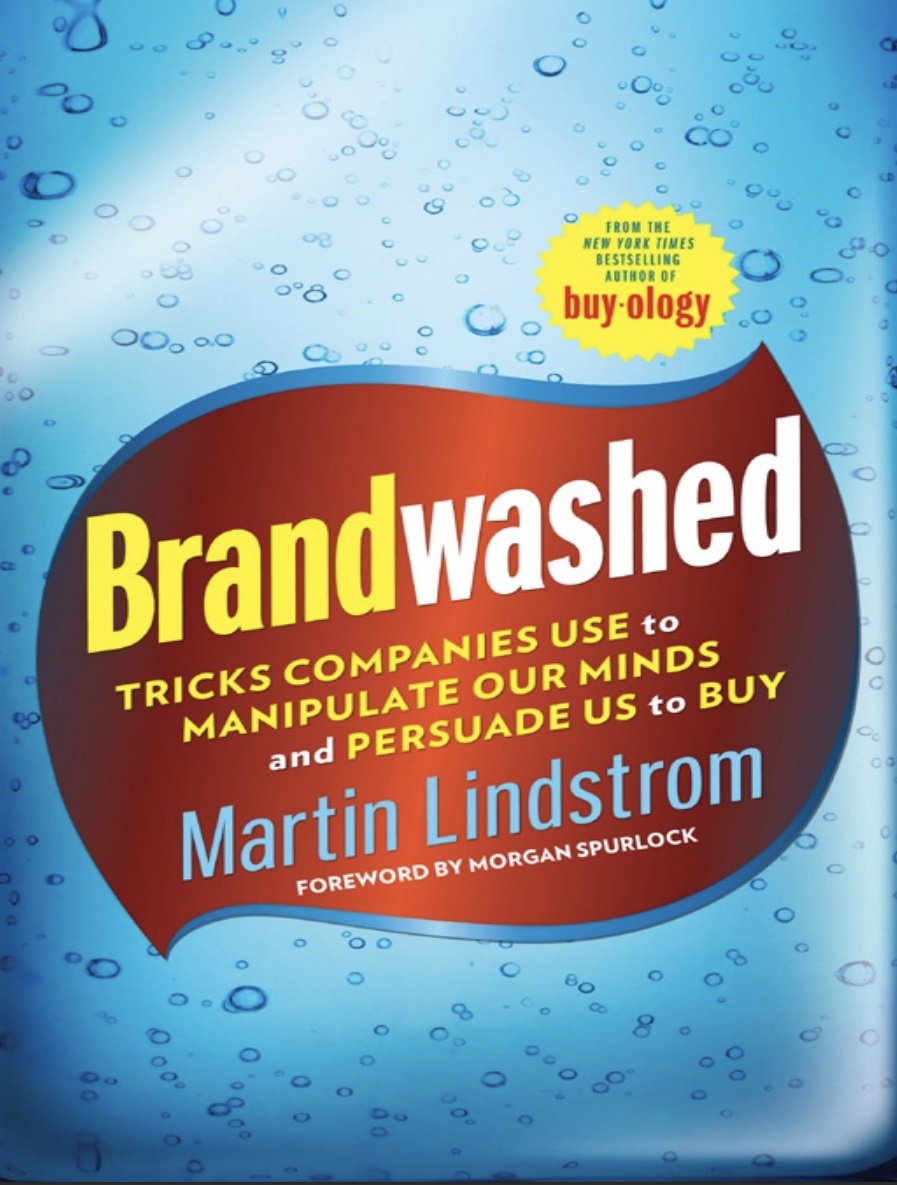 FROM THE
NEW YORK TIMES
BESTSELLING
AUTHOR OF
buy·ology
Brandwashed
TRICKS COMPANIES USE to
MANIPULATE OUR MINDS
and PERSUADE US to BUY
Martin Lindstrom
FOREWORD BY MORGAN SPURLOCK